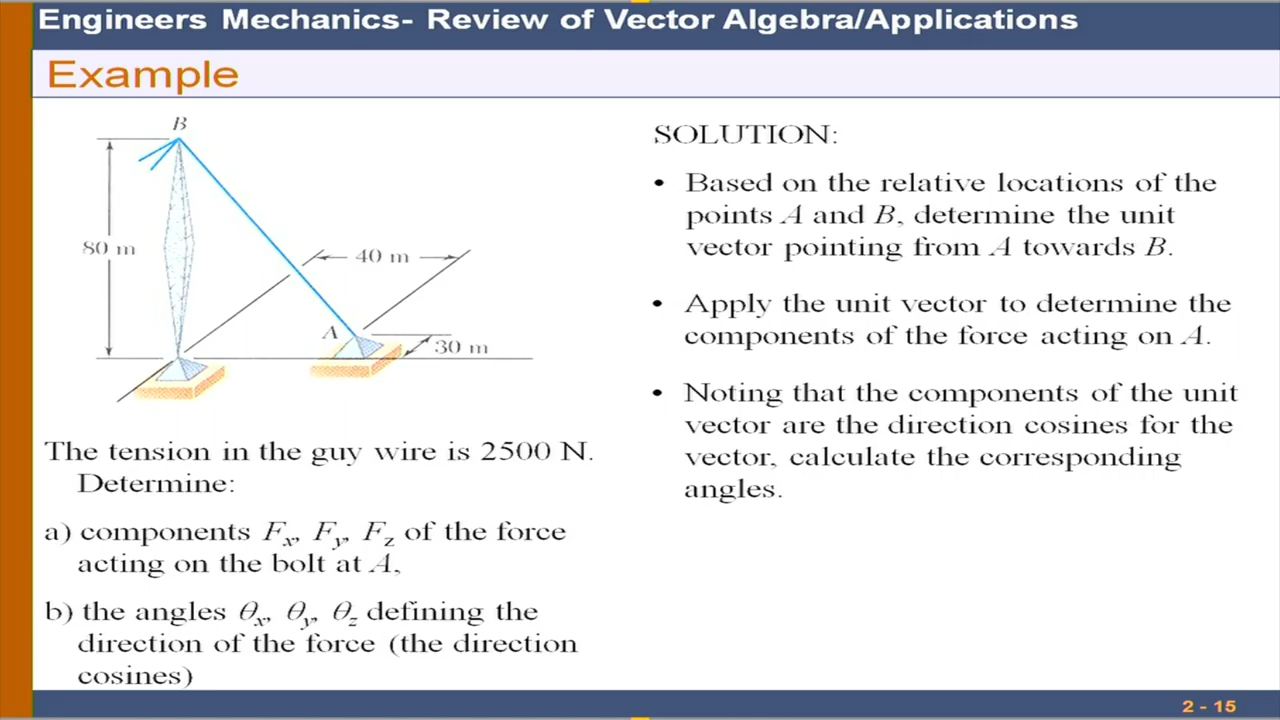 Engineers Mechanics- Review of Vector Algebra/Applications
Example
B
80 m
40 m
A
30 m
The tension in the guy wire is 2500 N.
Determine:
a) components Fx, Fy, Fz of the force
acting on the bolt at A,
b) the angles θx, θy, θz defining the
direction of the force (the direction
cosines)
SOLUTION:
• Based on the relative locations of the
points A and B, determine the unit
vector pointing from A towards B.
• Apply the unit vector to determine the
components of the force acting on A.
• Noting that the components of the unit
vector are the direction cosines for the
vector, calculate the corresponding
angles.
2 - 15